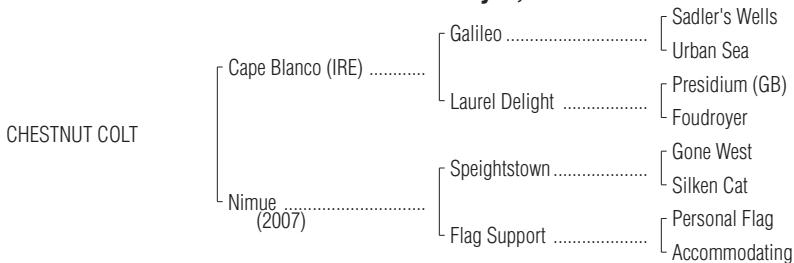 Sadler's Wells
Galileo ..............................
Urban Sea
Cape Blanco (IRE) ............
Presidium (GB)
Laurel Delight ..................
Foudroyer
CHESTNUT COLT
Gone West
Speightstown ....................
Silken Cat
Nimue ..............................
(2007)
Personal Flag
Flag Support ....................
Accommodating